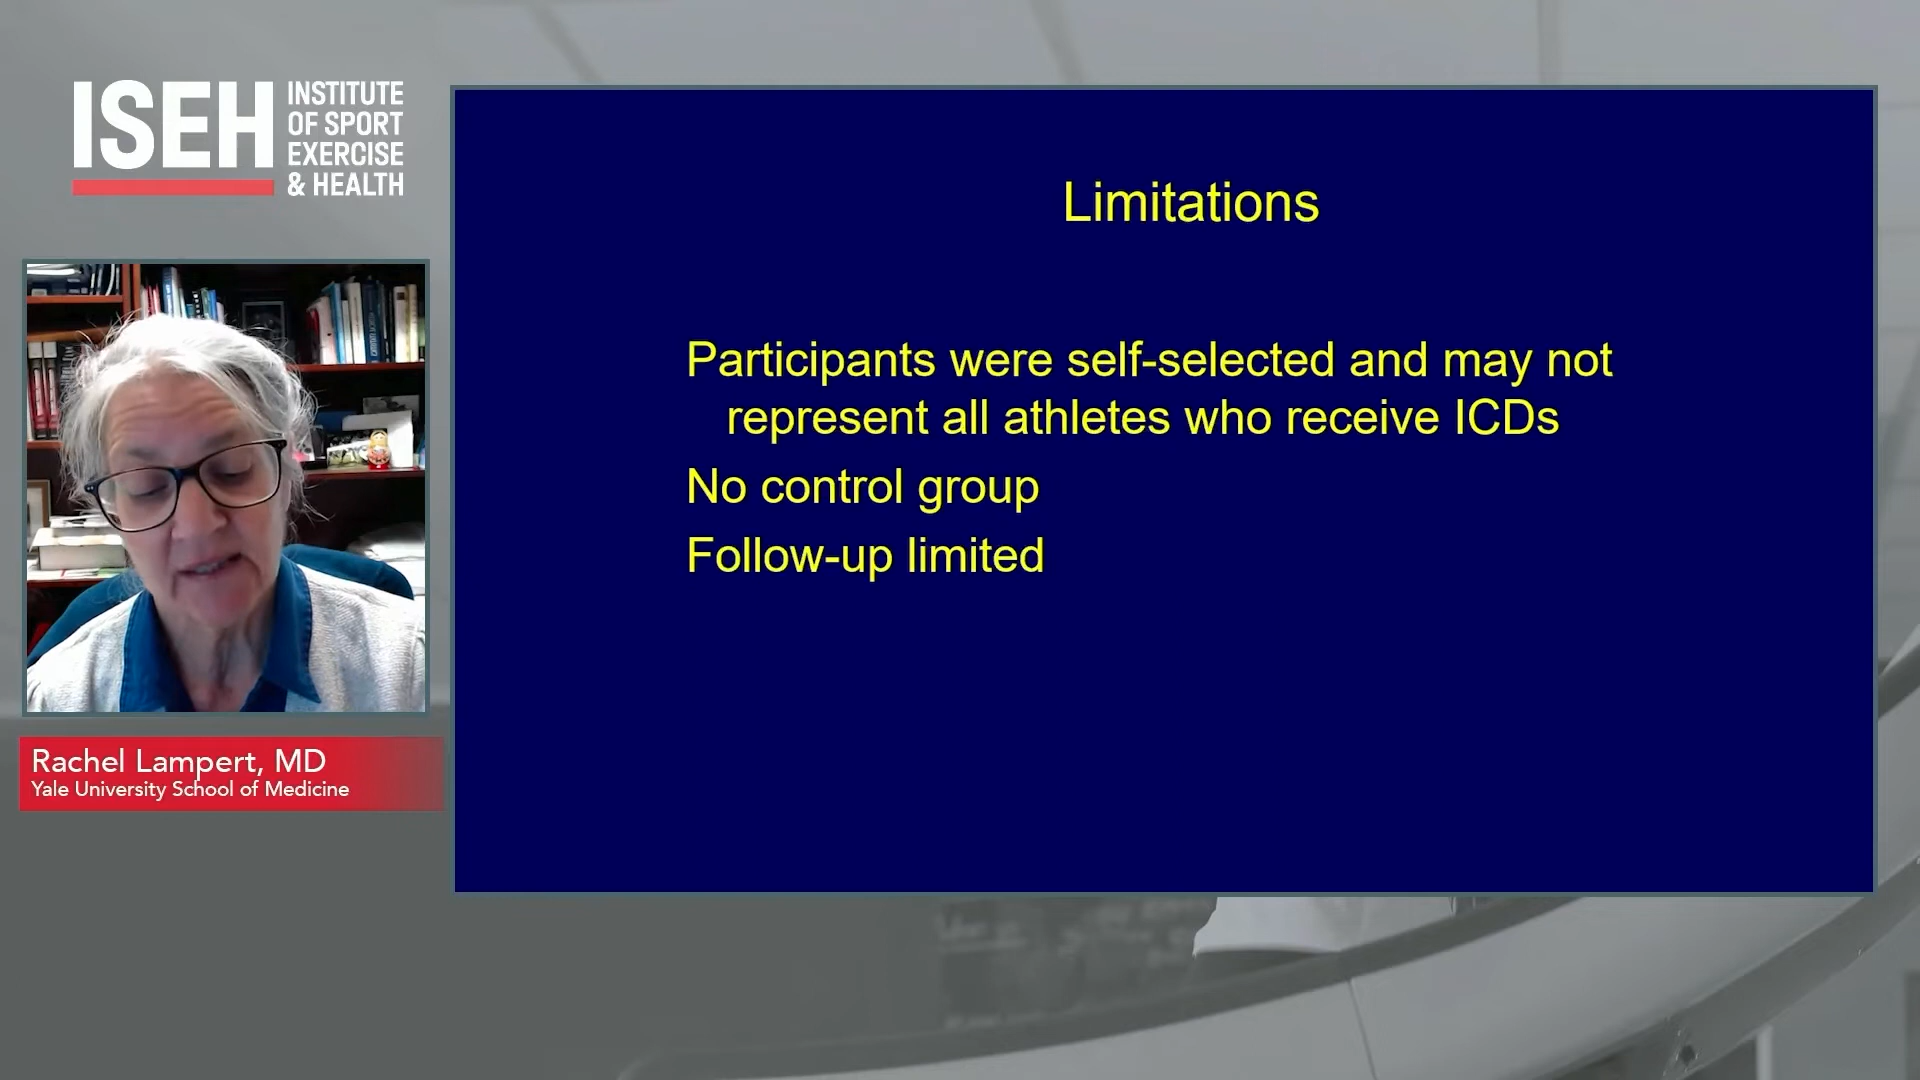 ISEH
INSTITUTE
OF SPORT
EXERCISE
& HEALTH
Limitations
Participants were self-selected and may not
represent all athletes who receive ICDs
No control group
Follow-up limited
Rachel Lampert, MD
Yale University School of Medicine